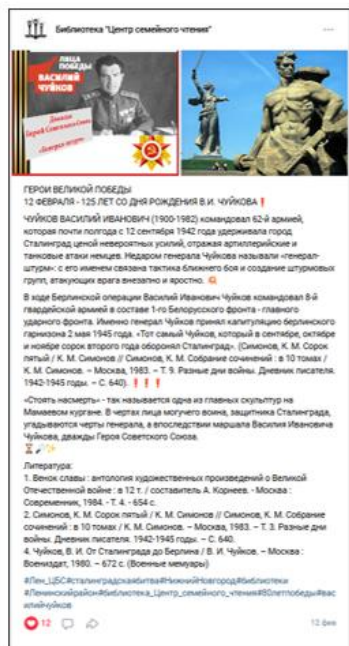 Библиотека "Центр семейного чтения"
ЛИЦА
ПОБЕДЫ
ВАСИЛИЙ
ЧУЙКОВ
Дважды
Герой Советского Союза
«Генерал штурм»
ГЕРОИ ВЕЛИКОЙ ПОБЕДЫ
12 ФЕВРАЛЯ - 125 ЛЕТ СО ДНЯ РОЖДЕНИЯ В.И. ЧУЙКОВА❗
ЧУЙКОВ ВАСИЛИЙ ИВАНОВИЧ (1900-1982) командовал 62-й армией,
которая почти полгода с 12 сентября 1942 года удерживала город
Сталинград ценой невероятных усилий, отражая артиллерийские и
танковые атаки немцев. Недаром генерала Чуйкова называли «генерал-
штурм»: с его именем связана тактика ближнего боя и создание штурмовых
групп, атакующих врага внезапно и яростно.
В ходе Берлинской операции Василий Иванович Чуйков командовал 8-й
гвардейской армией в составе 1-го Белорусского фронта - главного
ударного фронта. Именно генерал Чуйков принял капитуляцию берлинского
гарнизона 2 мая 1945 года. «Тот самый Чуйков, который в сентябре, октябре
и ноябре сорок второго года оборонял Сталинград». (Симонов, К. М. Сорок
пятый / К. М. Симонов // Симонов, К. М. Собрание сочинений : в 10 томах /
К. М. Симонов. – Москва, 1983. – Т. 9. Разные дни войны. Дневник писателя.
1942-1945 годы. – С. 640). ❗❗❗
«Стоять насмерть» - так называется одна из главных скульптур на
Мамаевом кургане. В чертах лица могучего воина, защитника Сталинграда,
угадываются черты генерала, а впоследствии маршала Василия Ивановича
Чуйкова, дважды Героя Советского Союза.
Литература:
1. Венок славы : антология художественных произведений о Великой
Отечественной войне : в 12 т. / составитель А. Корнеев. - Москва :
Современник, 1984. - Т. 4. - 654 с.
2. Симонов, К. М. Сорок пятый / К. М. Симонов // Симонов, К. М. Собрание
сочинений : в 10 томах / К. М. Симонов. – Москва, 1983. – Т. 3. Разные дни
войны. Дневник писателя. 1942-1945 годы. – С. 640.
4. Чуйков, В. И. От Сталинграда до Берлина / В. И. Чуйков. – Москва :
Воениздат, 1980. – 672 с. (Военные мемуары)
#Лен_ЦБС#сталинградскаябитва#НижнийНовгород#библиотеки
#Ленинскийрайон#библиотека_Центр_семейного_чтения#80летпобеды#вас
илийчуйков
12
12 фев